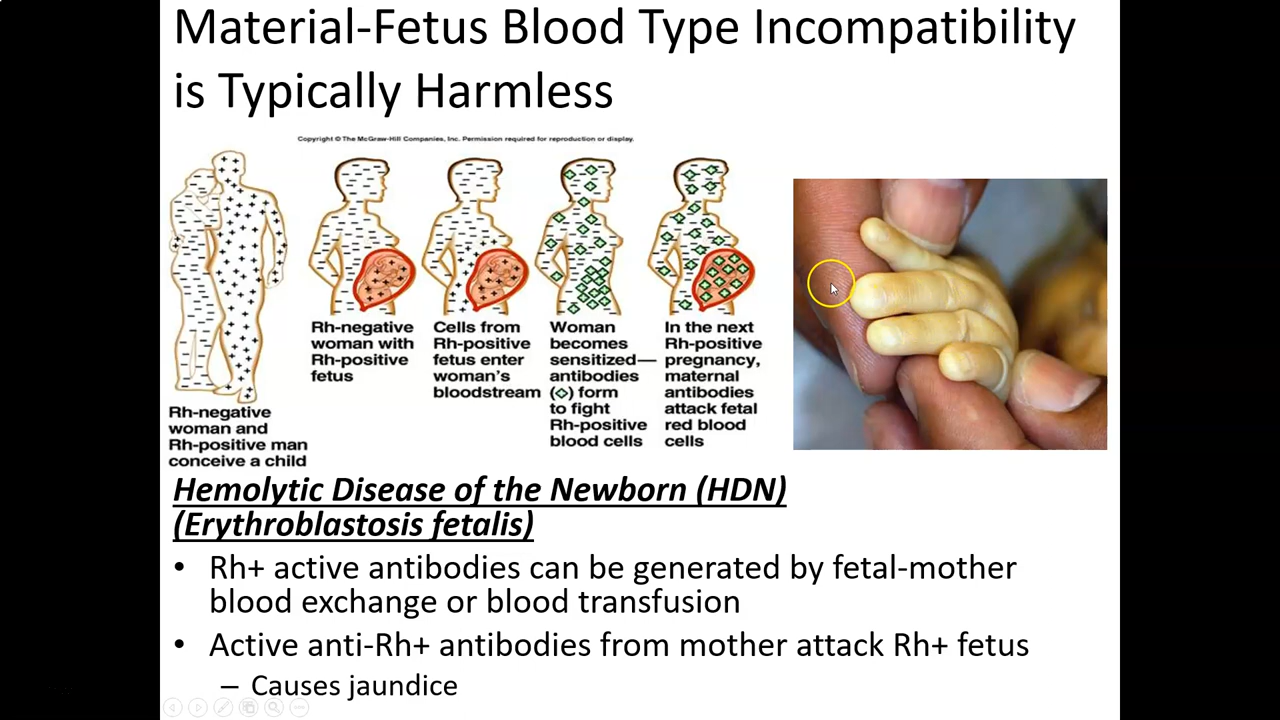 Material-Fetus Blood Type Incompatibility
is Typically Harmless
Copyright © The McGraw-Hill Companies, Inc. Permission required for reproduction or display.
Rh-negative
woman and
Rh-positive man
conceive a child
Rh-negative
woman with
Rh-positive
fetus
Cells from
Rh-positive
fetus enter
woman's
bloodstream
Woman
becomes
sensitized—
antibodies
(◇) form
to fight
Rh-positive
blood cells
In the next
Rh-positive
pregnancy,
maternal
antibodies
attack fetal
red blood
cells
Hemolytic Disease of the Newborn (HDN)
(Erythroblastosis fetalis)
• Rh+ active antibodies can be generated by fetal-mother
blood exchange or blood transfusion
• Active anti-Rh+ antibodies from mother attack Rh+ fetus
– Causes jaundice